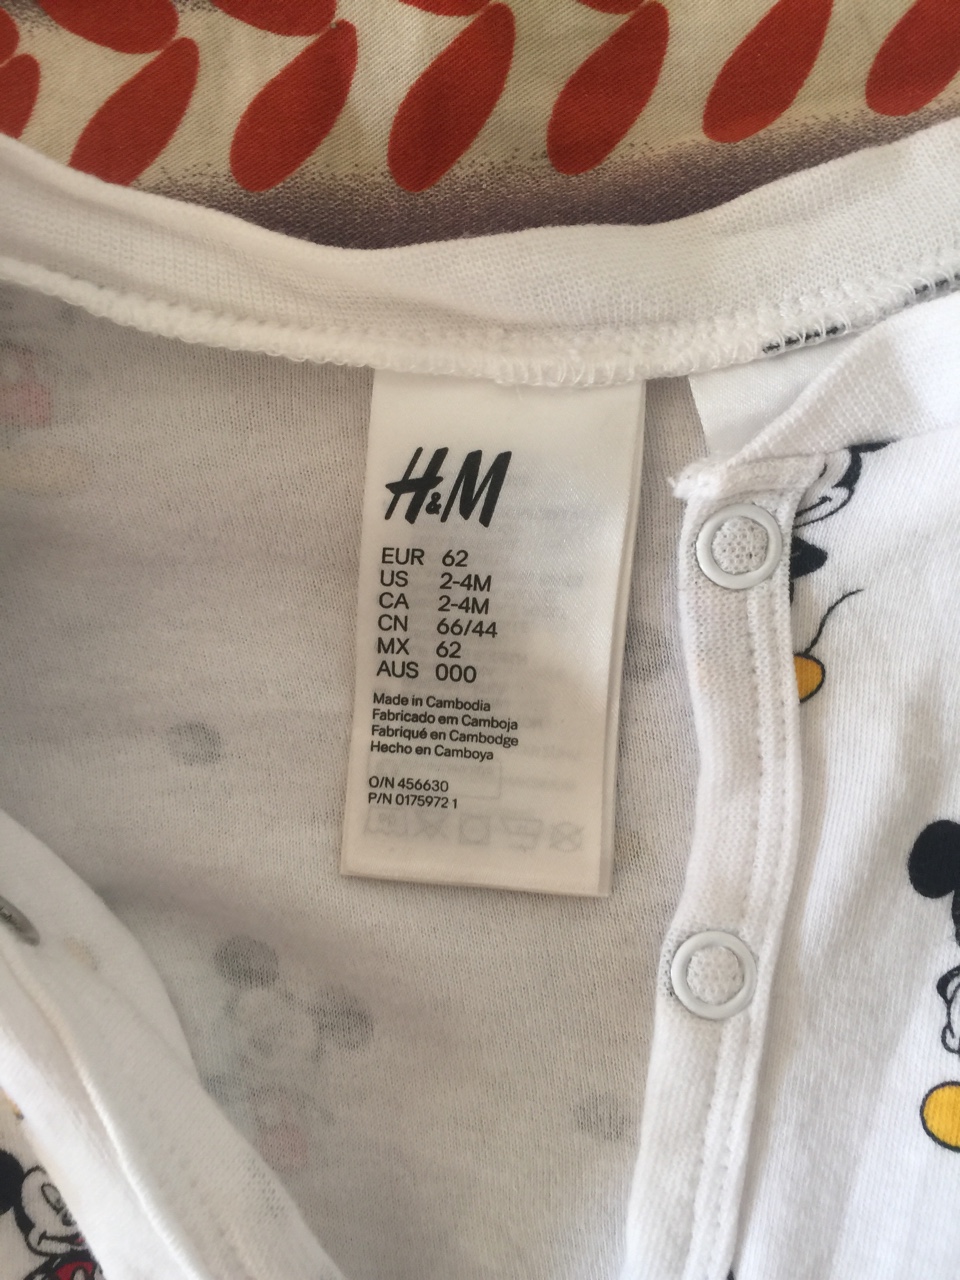 H&M
EUR 62
US 2-4M
CA 2-4M
CN 66/44
MX 62
AUS 000
Made in Cambodia
Fabricado em Camboja
Fabriqué en Cambodge
Hecho en Camboya
O/N 456630
P/N 0175972 1